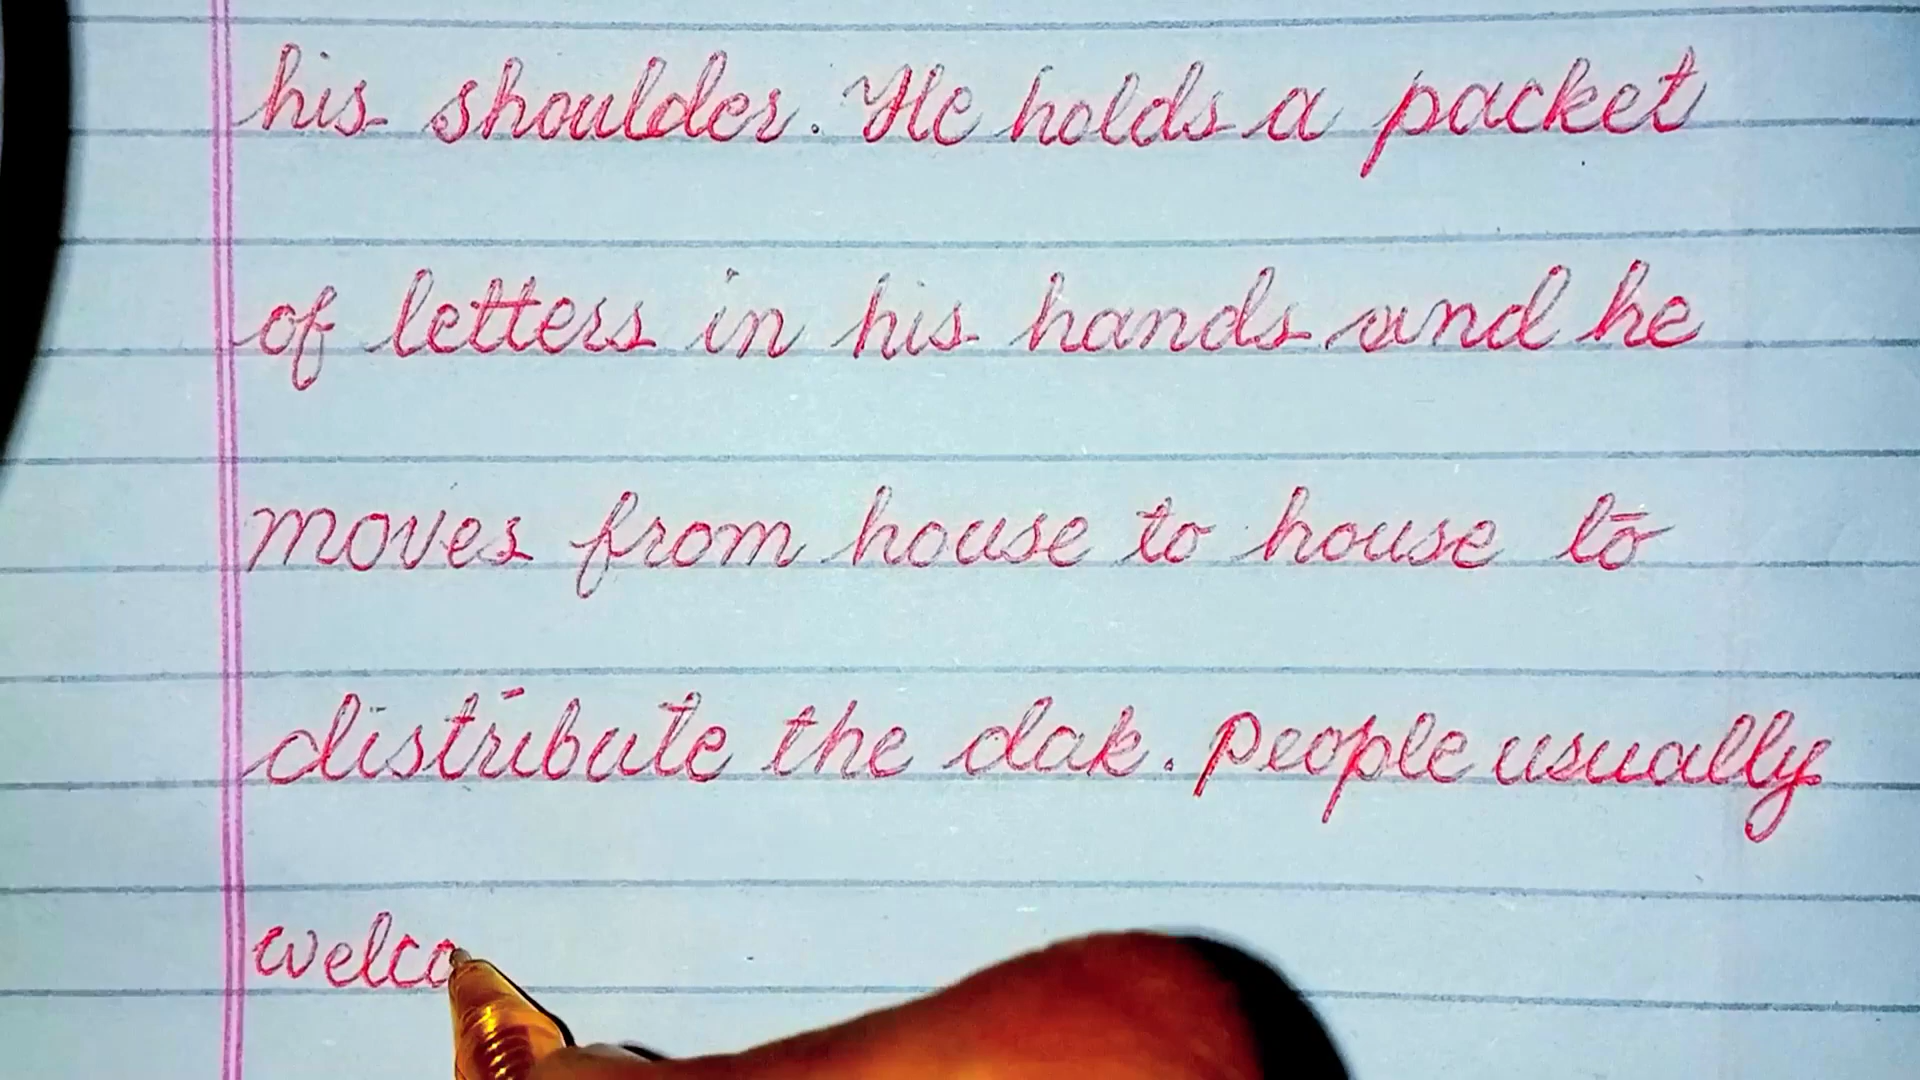 his shoulder. He holds a packet
of letters in his hands and he
moves from house to house to
distribute the dak. People usually
welco